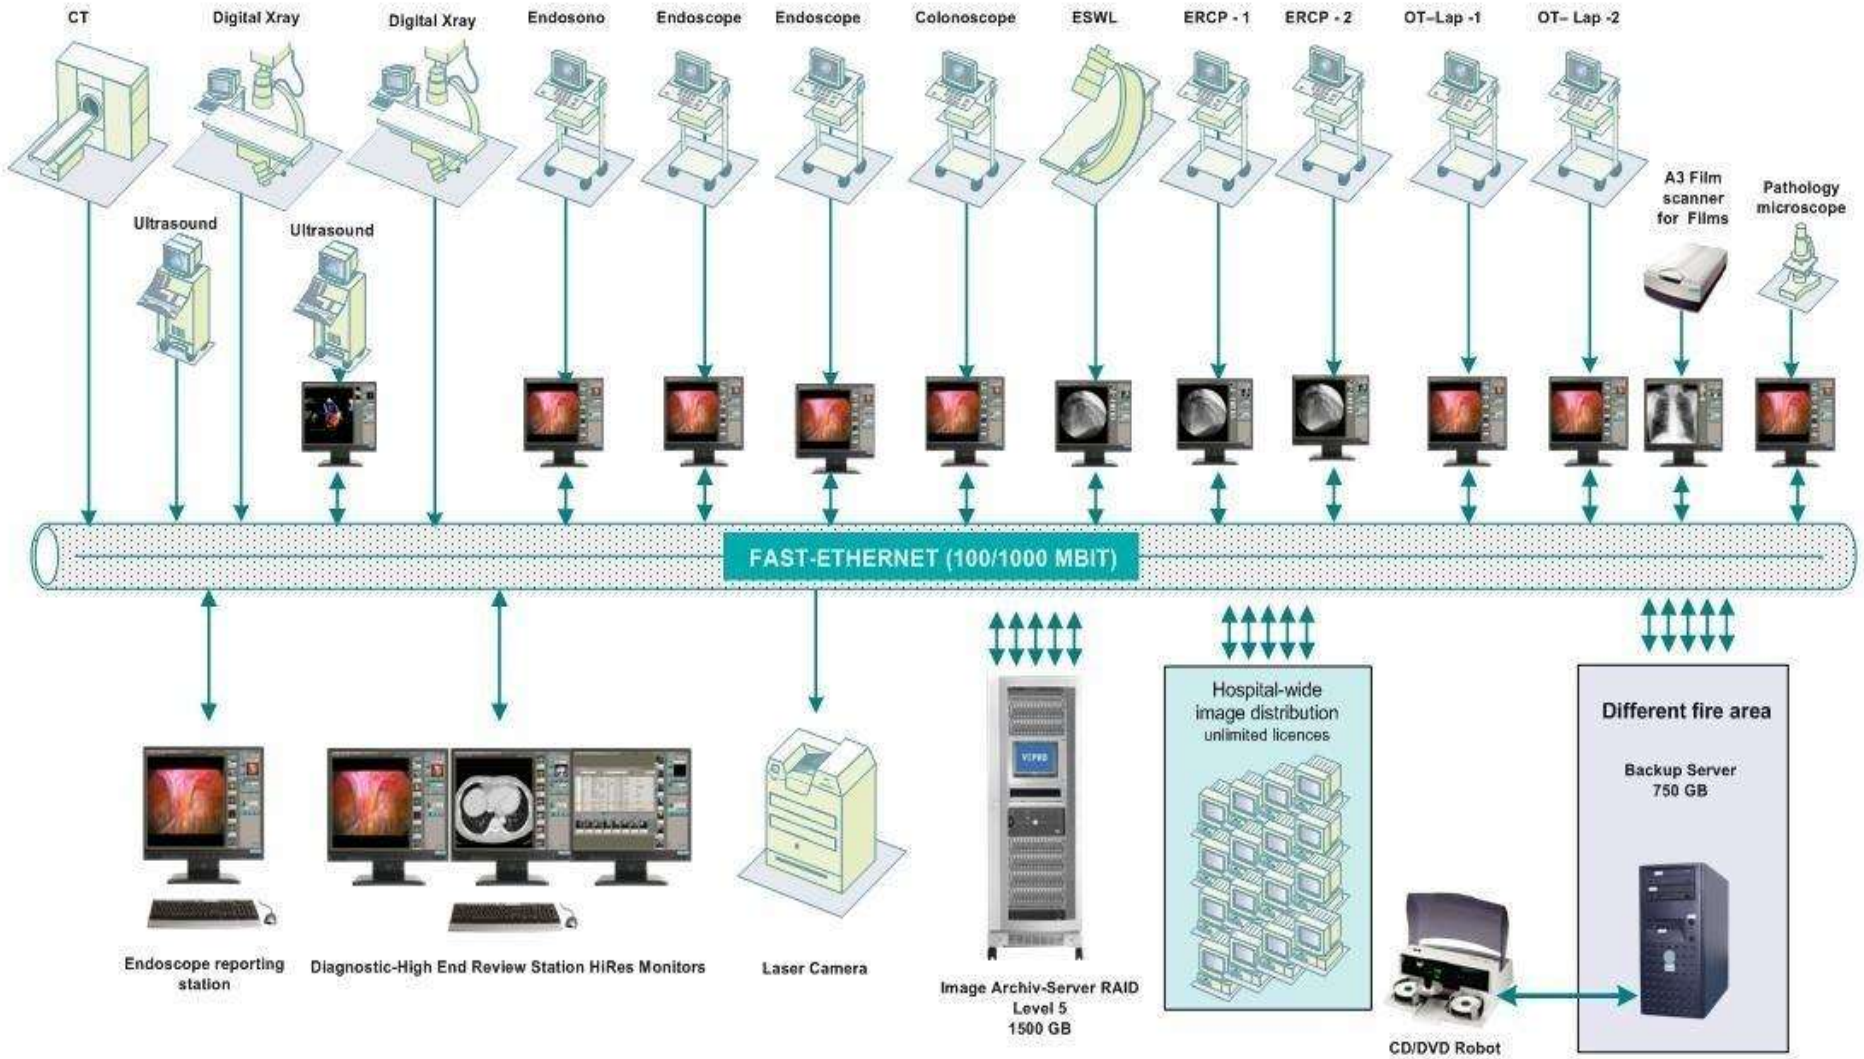 CT
Digital Xray
Digital Xray
Endosono
Endoscope
Endoscope
Colonoscope
ESWL
ERCP - 1
ERCP - 2
OT–Lap -1
OT– Lap -2
A3 Film
scanner
for Films
Pathology
microscope
Ultrasound
Ultrasound
FAST-ETHERNET (100/1000 MBIT)
Endoscope reporting
station
Diagnostic-High End Review Station HiRes Monitors
Laser Camera
VEPRO
Image Archiv-Server RAID
Level 5
1500 GB
Hospital-wide
image distribution
unlimited licences
CD/DVD Robot
Different fire area
Backup Server
750 GB